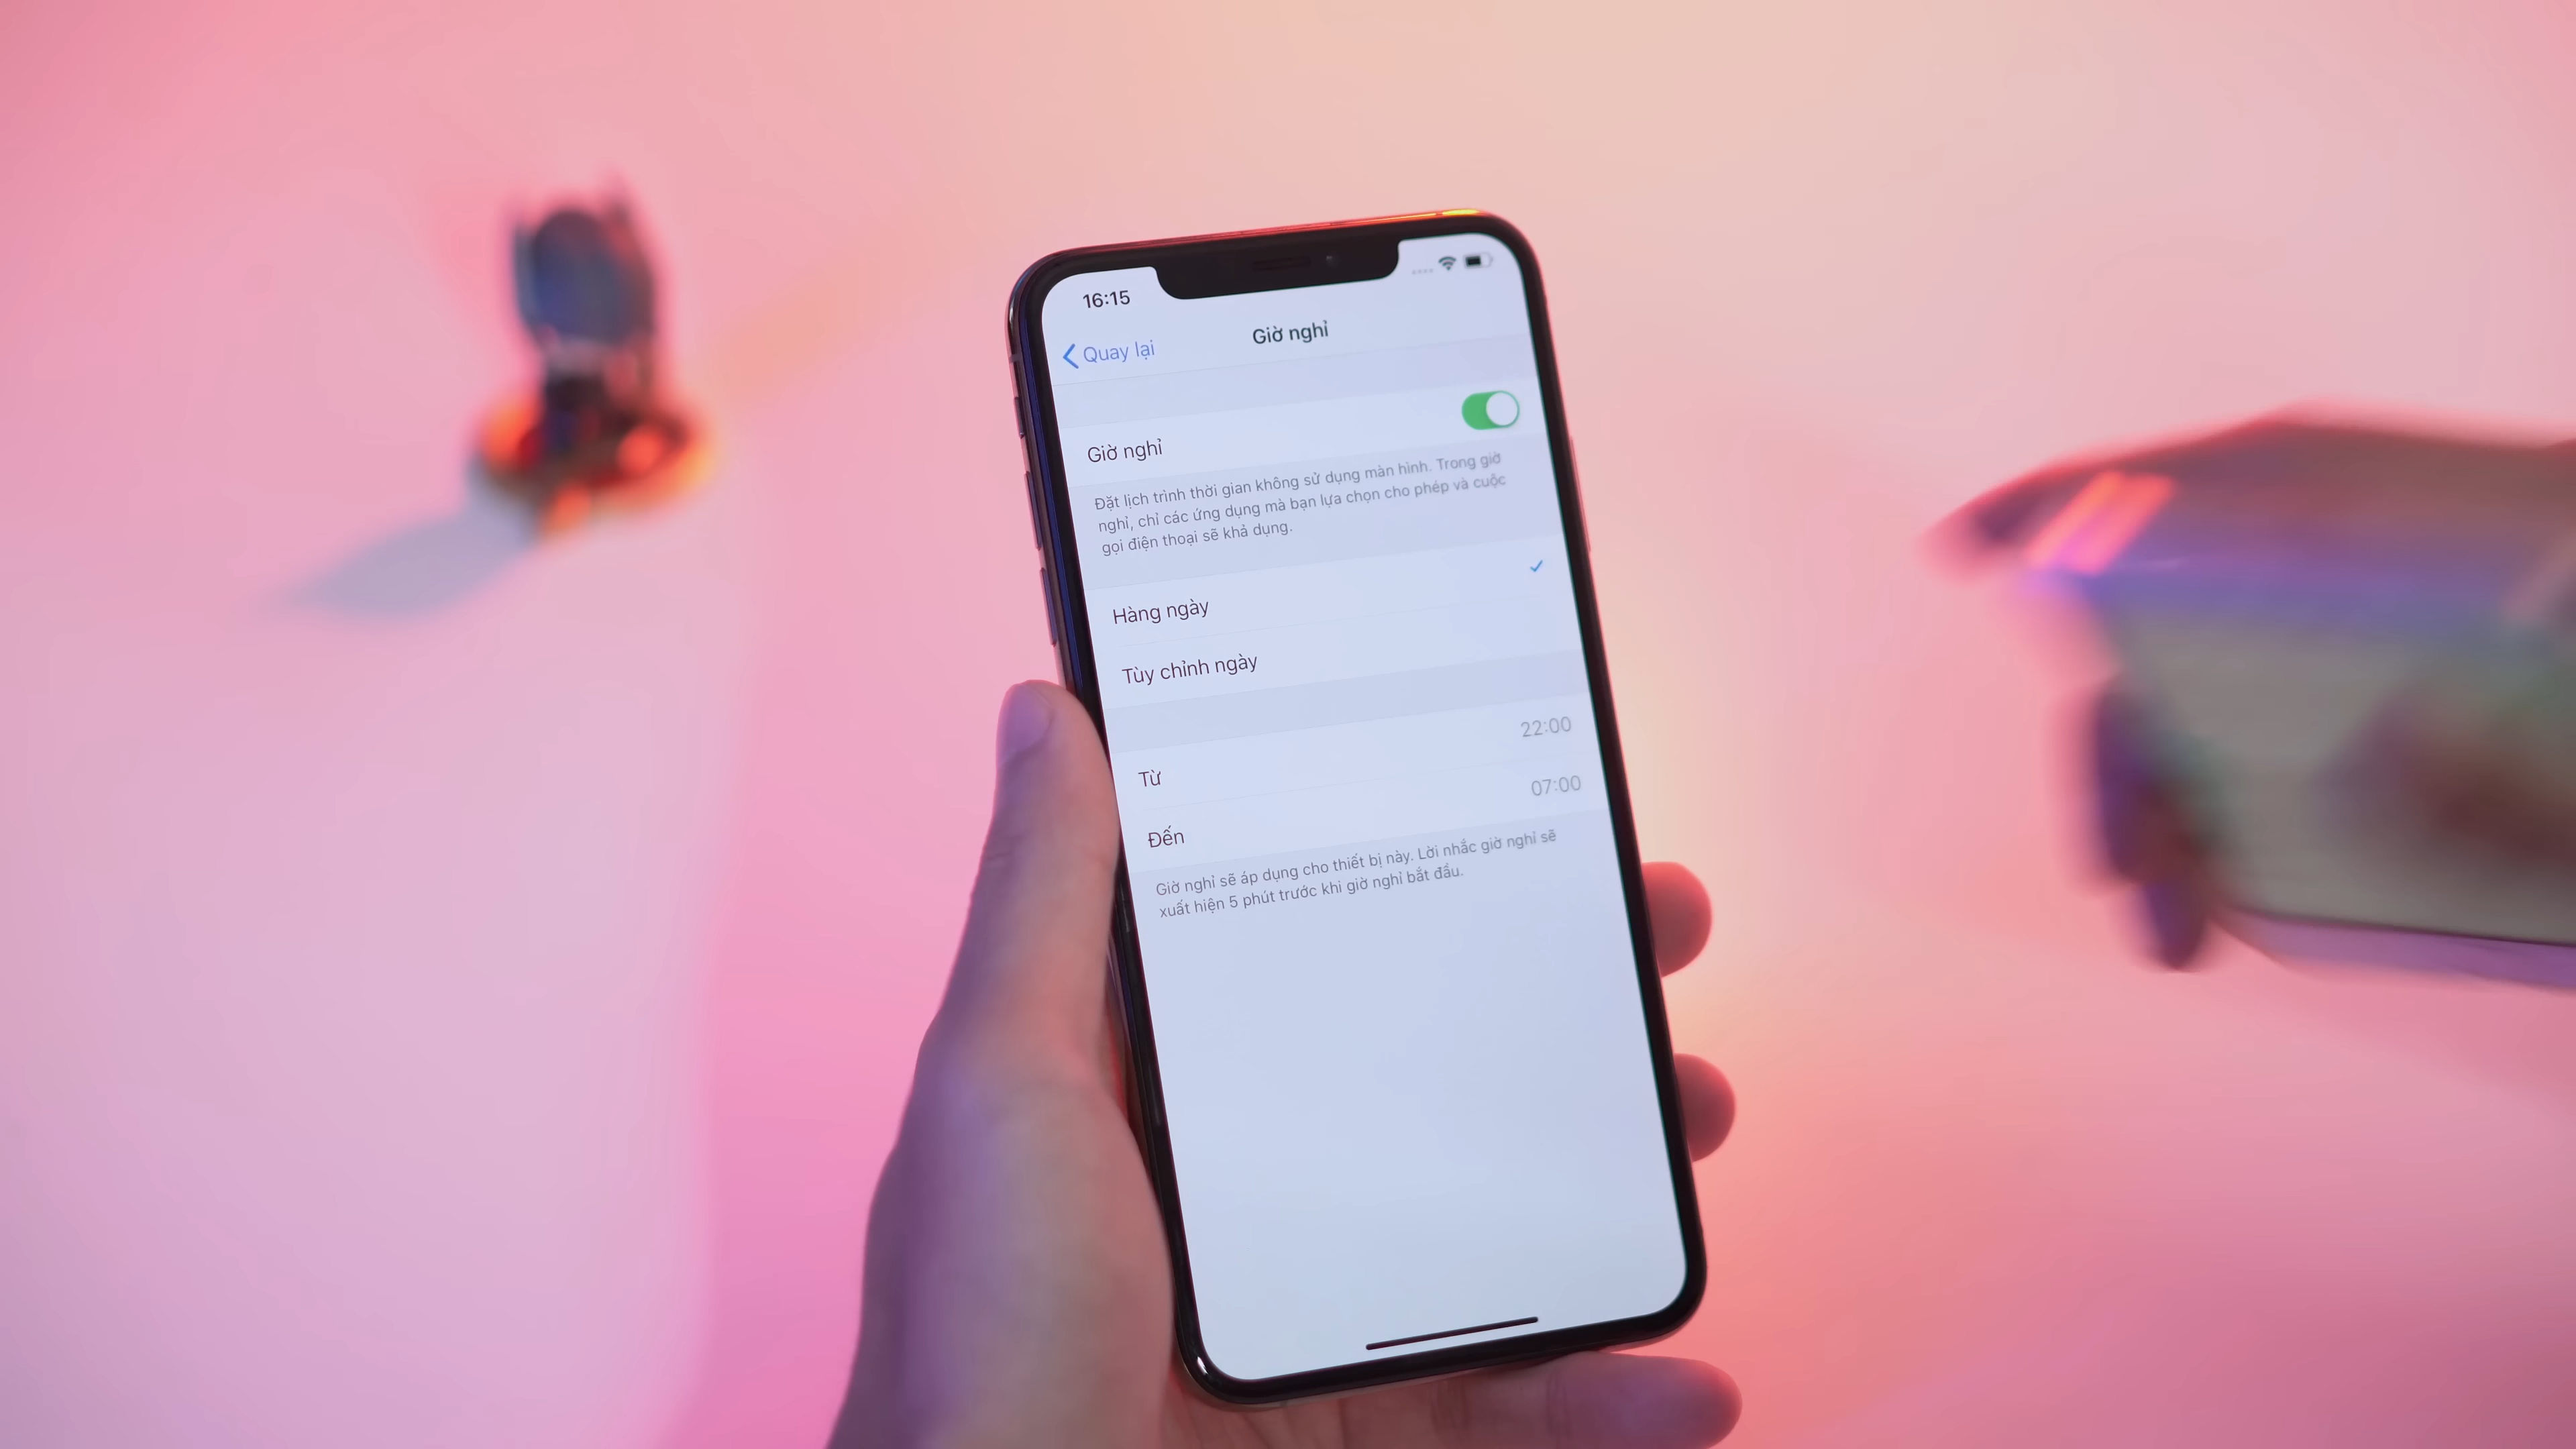 16:15
Quay lại
Giờ nghỉ
Giờ nghỉ
Đặt lịch trình thời gian không sử dụng màn hình. Trong giờ
nghỉ, chỉ các ứng dụng mà bạn lựa chọn cho phép và cuộc
gọi điện thoại sẽ khả dụng.
Hàng ngày
Tùy chỉnh ngày
Từ
22:00
Đến
07:00
Giờ nghỉ sẽ áp dụng cho thiết bị này. Lời nhắc giờ nghỉ sẽ
xuất hiện 5 phút trước khi giờ nghỉ bắt đầu.